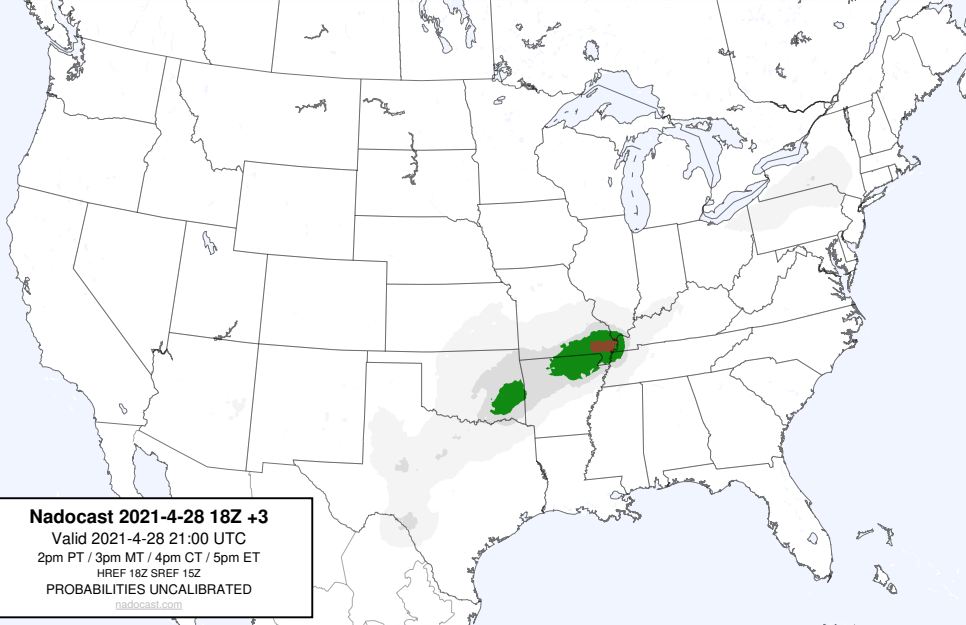 Nadocast 2021-4-28 18Z +3
Valid 2021-4-28 21:00 UTC
2pm PT / 3pm MT / 4pm CT / 5pm ET
HREF 18Z SREF 15Z
PROBABILITIES UNCALIBRATED
nadocast.com